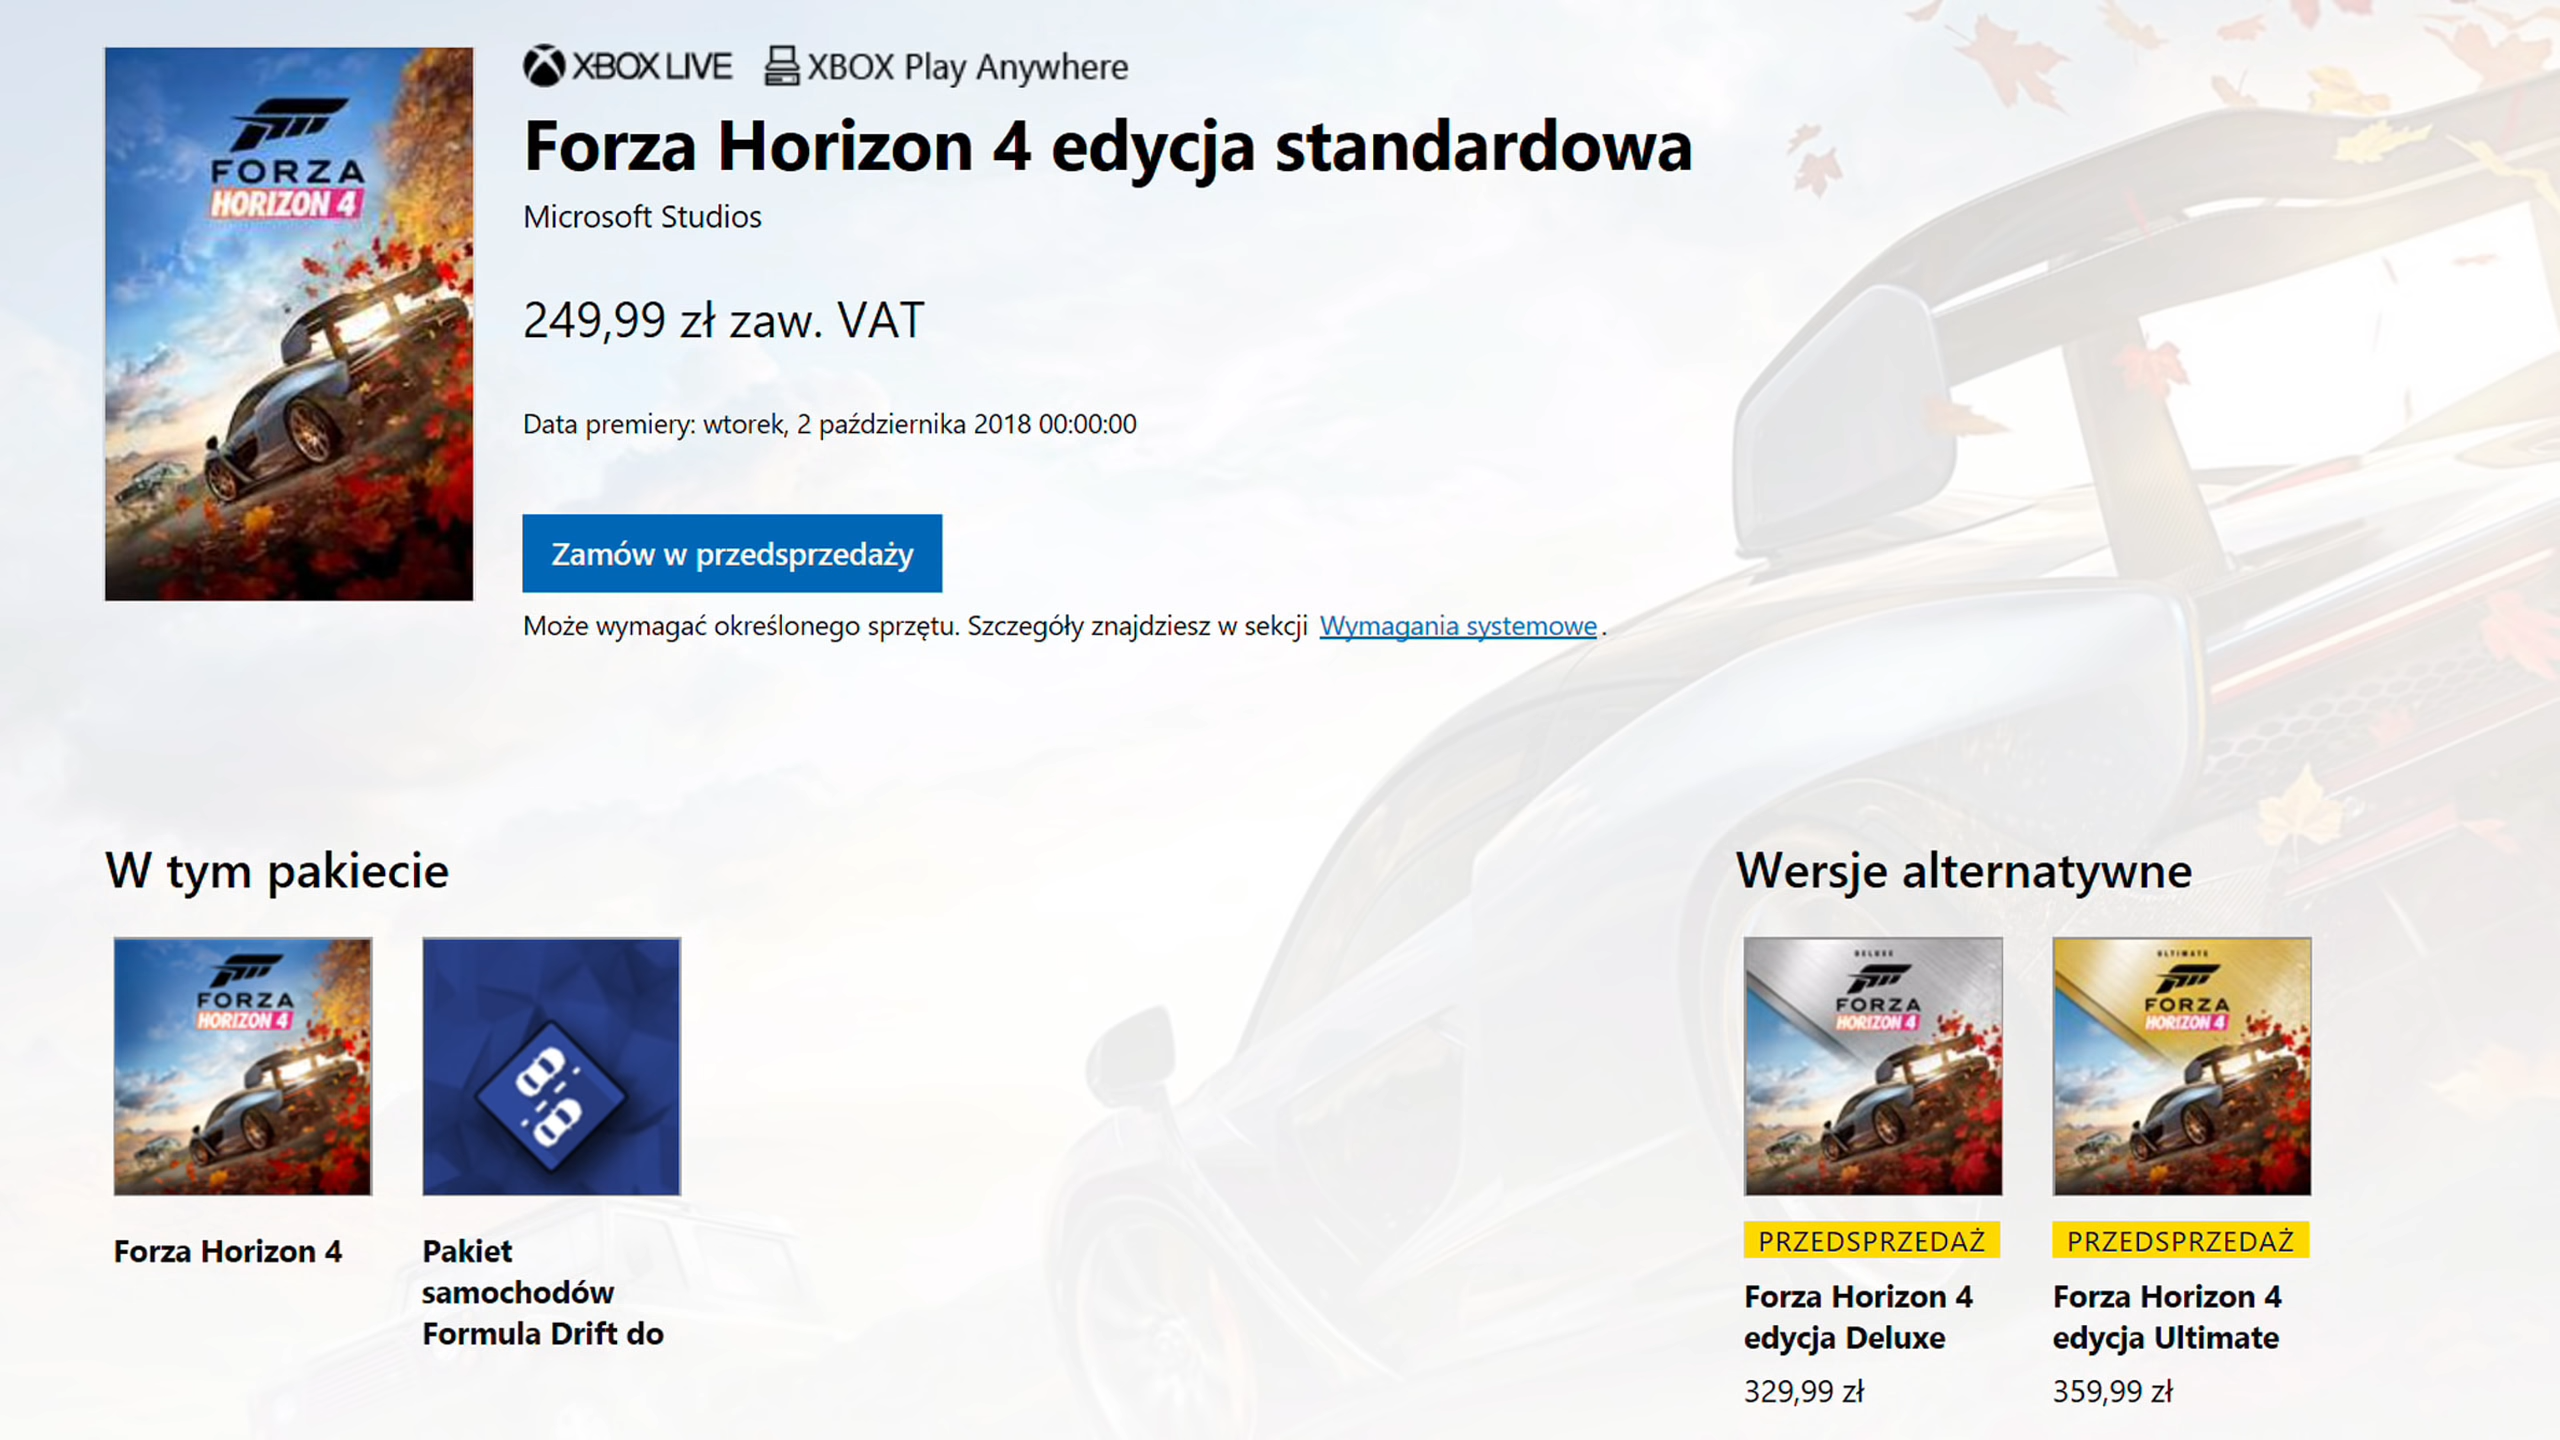 FORZA
HORIZON 4
XBOX LIVE XBOX Play Anywhere
Forza Horizon 4 edycja standardowa
Microsoft Studios
249,99 zł zaw. VAT
Data premiery: wtorek, 2 października 2018 00:00:00
Zamów w przedsprzedaży
Może wymagać określonego sprzętu. Szczegóły znajdziesz w sekcji Wymagania systemowe.
W tym pakiecie
FORZA
HORIZON 4
Forza Horizon 4
Pakiet
samochodów
Formula Drift do
Wersje alternatywne
DELUXE
FORZA
HORIZON 4
PRZEDSPRZEDAŻ
Forza Horizon 4
edycja Deluxe
329,99 zł
ULTIMATE
FORZA
HORIZON 4
PRZEDSPRZEDAŻ
Forza Horizon 4
edycja Ultimate
359,99 zł